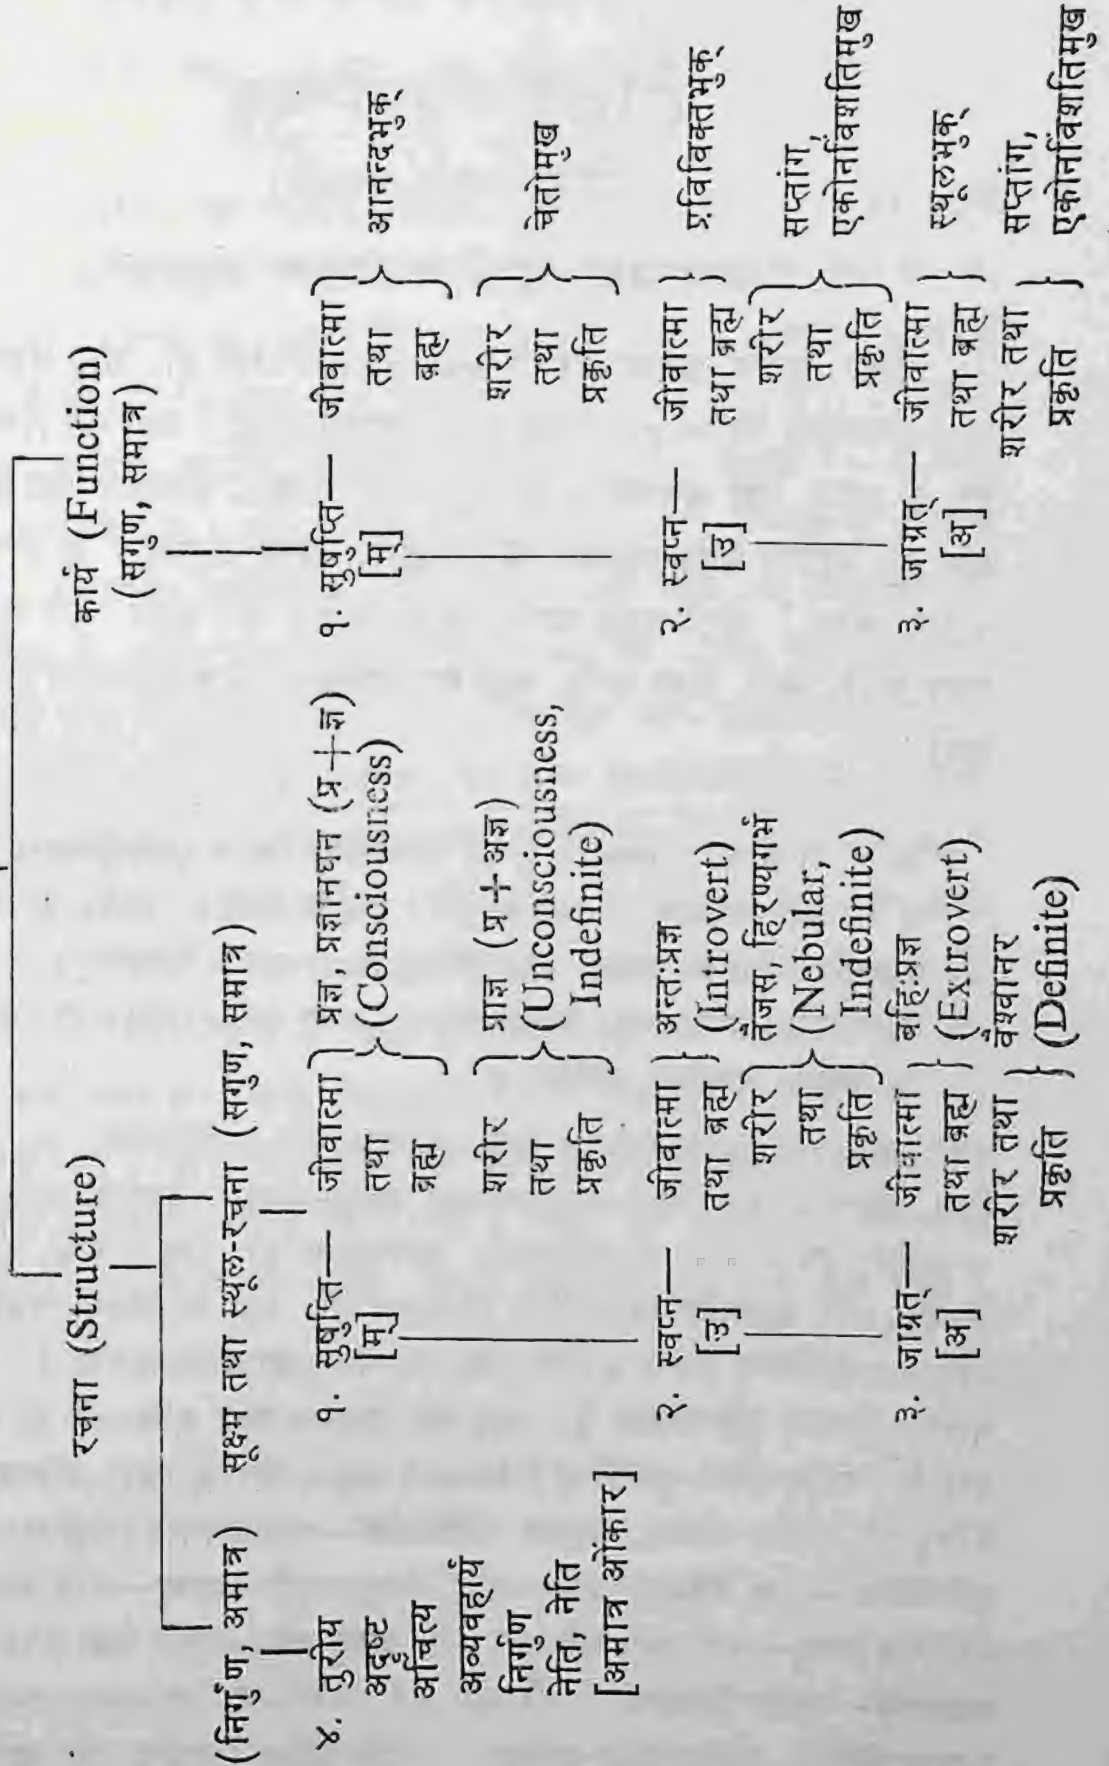 रचना (Structure)
कार्य (Function)
(सगुण, समात्र)
(निर्गुण, अमात्र)
सूक्ष्म तथा स्थूल-रचना (सगुण, समात्र)
४. तुरीय
अदृष्ट
अचिंत्य
अव्यवहार्य
निर्गुण
नेति, नेति
[अमात्र ओंकार]
१. सुषुप्ति—
[म्]
जीवात्मा
तथा
ब्रह्म
प्रज्ञ, प्रज्ञानघन (प्र+ज्ञ)
(Consciousness)
शरीर
तथा
प्रकृति
प्राज्ञ (प्र+अज्ञ)
(Unconsciousness,
Indefinite)
२. स्वप्न—
[उ]
जीवात्मा
तथा ब्रह्म
अन्तःप्रज्ञ
(Introvert)
शरीर
तथा
प्रकृति
तैजस, हिरण्यगर्भ
(Nebular,
Indefinite)
३. जाग्रत्—
[अ]
जीवात्मा
तथा ब्रह्म
बहिःप्रज्ञ
(Extrovert)
शरीर तथा
प्रकृति
वैश्वानर
(Definite)
१. सुषुप्ति—
[म्]
जीवात्मा
तथा
ब्रह्म
आनन्दभुक्
शरीर
तथा
प्रकृति
चेतोमुख
२. स्वप्न—
[उ]
जीवात्मा
तथा ब्रह्म
प्रविविक्तभुक्
शरीर
तथा
प्रकृति
सप्तांग,
एकोनविंशतिमुख
३. जाग्रत्—
[अ]
जीवात्मा
तथा ब्रह्म
स्थूलभुक्
शरीर तथा
प्रकृति
सप्तांग,
एकोनविंशतिमुख